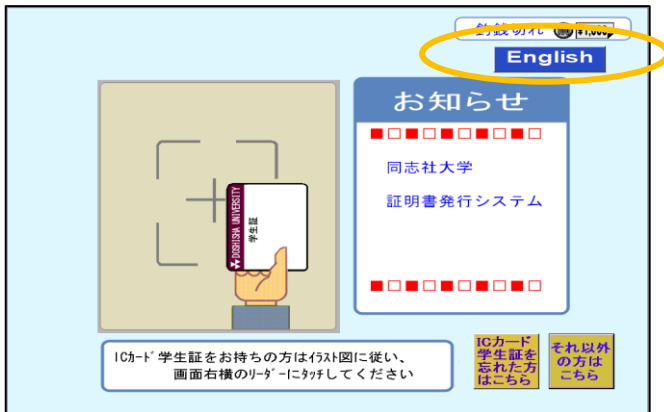 釣銭切れ ¥1,000
English
お知らせ
■□■□■□■□■□
同志社大学
証明書発行システム
■□■□■□■□■□
DOSHISHA UNIVERSITY
学生証
ICカード学生証をお持ちの方はイラスト図に従い、
画面右横のリーダーにタッチしてください
ICカード
学生証を
忘れた方
はこちら
それ以外
の方は
こちら